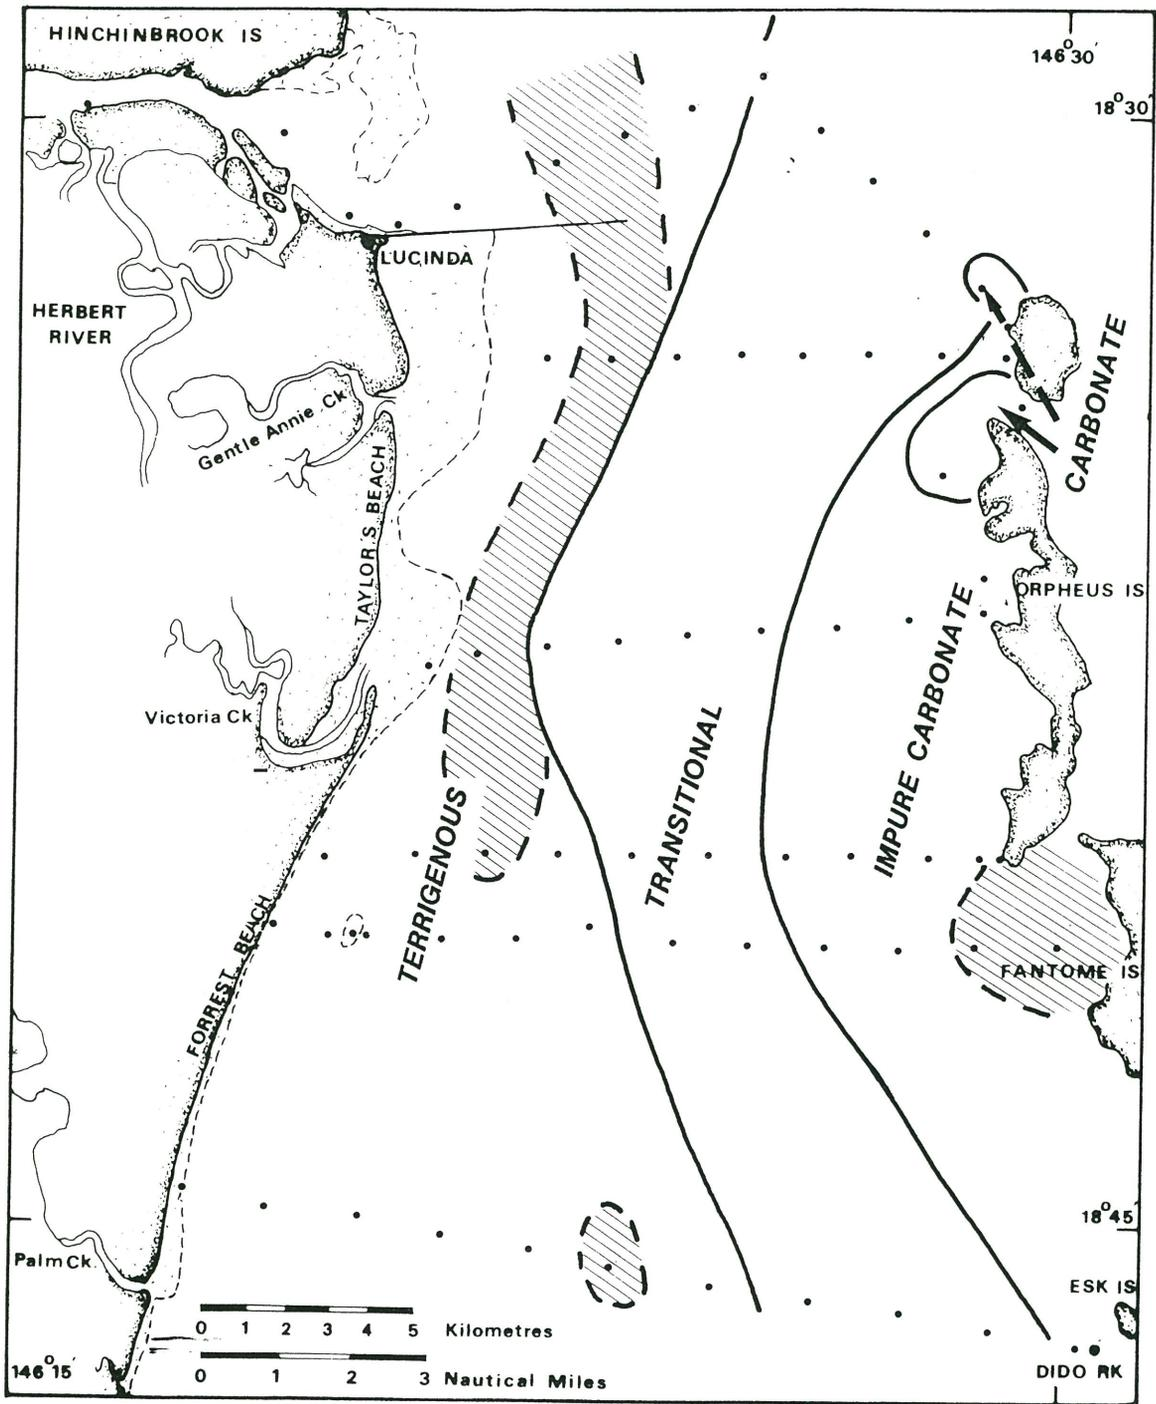 HINCHINBROOK IS
146°30'
18°30'
LUCINDA
HERBERT
RIVER
CARBONATE
Gentle Annie Ck
TAYLOR'S BEACH
ORPHEUS IS
IMPURE CARBONATE
Victoria Ck
TRANSITIONAL
TERRIGENOUS
FORREST BEACH
FANTOME IS
18°45'
Palm Ck.
ESK IS
0 1 2 3 4 5 Kilometres
146°15'
0 1 2 3 Nautical Miles
DIDO RK